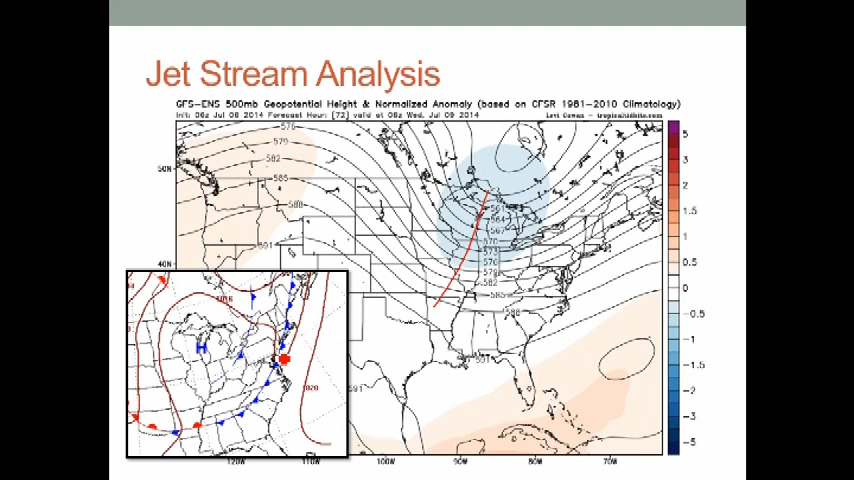 Jet Stream Analysis
GFS-ENS 500mb Geopotential Height & Normalized Anomaly (based on CFSR 1981-2010 Climatology)
Init: 06z Jul 06 2014 Forecast Hour: [72] valid at 06z Wed, Jul 09 2014
Levi Cowan - tropicaltidbits.com
576
579
582
585
588
591
50N
40N
561
564
567
570
573
576
579
582
585
588
591
591
5
3
2
1.5
1
0.5
0
-0.5
-1
-1.5
-2
-3
-5
1016
H
1020
120W
110W
100W
90W
80W
70W